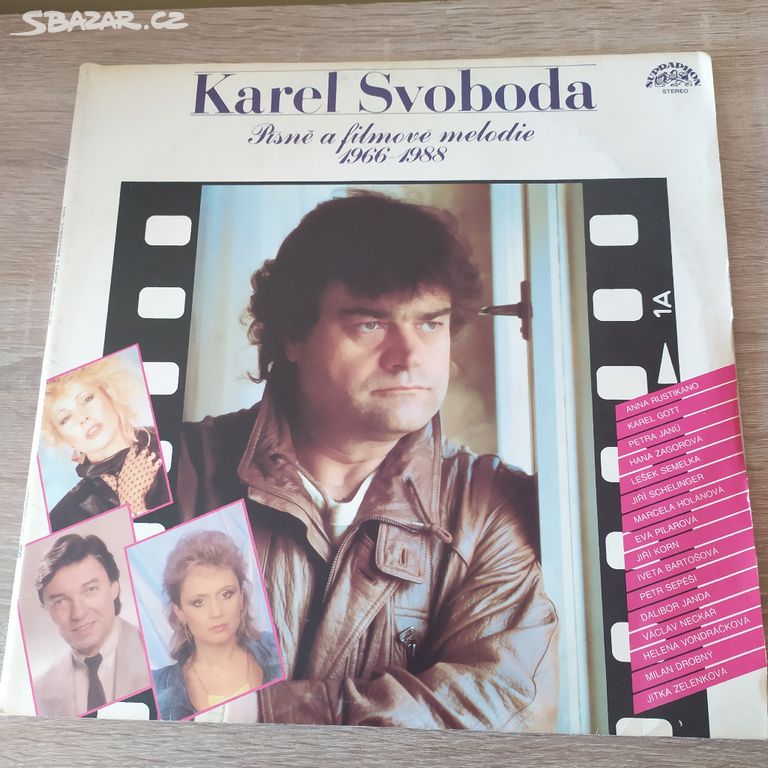 SBAZAR.CZ
SUPRAPHON
STEREO
Karel Svoboda
Písně a filmové melodie
1966-1988
1A
ANNA RUSTIKANO
KAREL GOTT
PETRA JANŮ
HANA ZAGOROVÁ
LEŠEK SEMELKA
JIŘÍ SCHELINGER
MARCELA HOLANOVÁ
EVA PILAROVÁ
JIŘÍ KORN
IVETA BARTOŠOVÁ
PETR SEPÉŠI
DALIBOR JANDA
VÁCLAV NECKÁŘ
HELENA VONDRÁČKOVÁ
MILAN DROBNÝ
JITKA ZELENKOVÁ